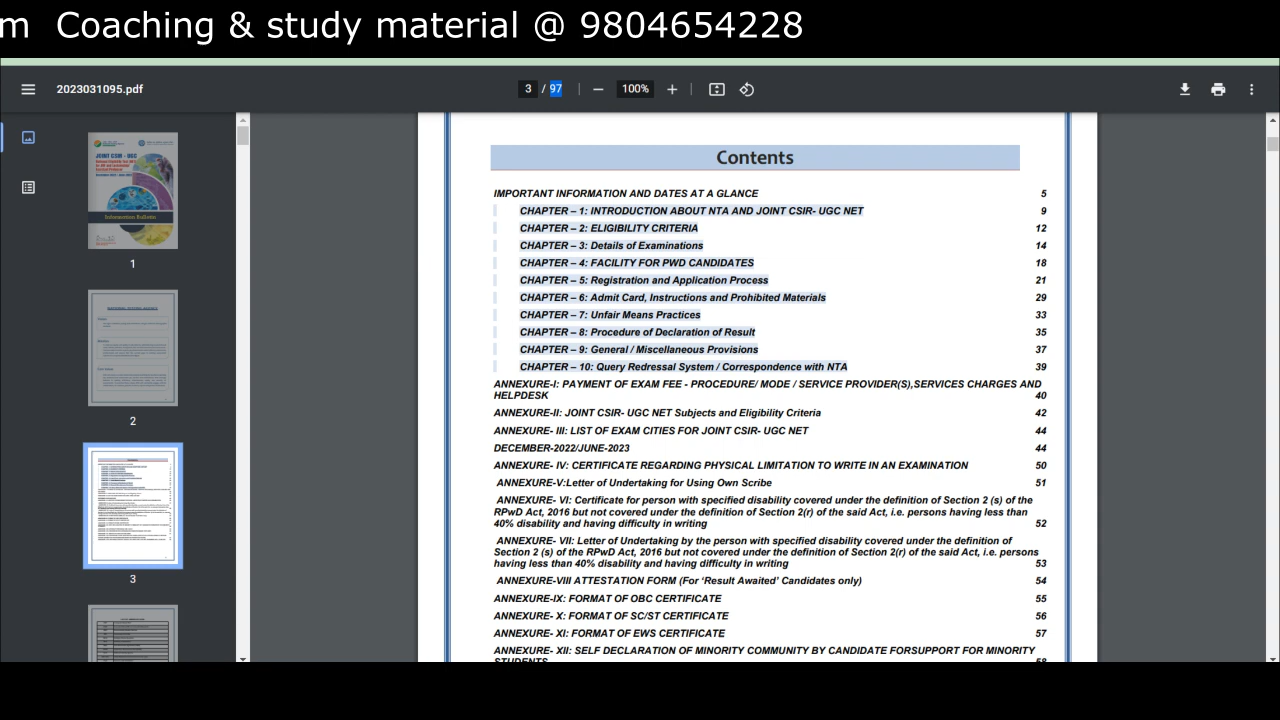 m Coaching & study material @ 9804654228
2023031095.pdf
3 / 97
100%
JOINT CSIR - UGC
Information Bulletin
1
2
3
Contents
IMPORTANT INFORMATION AND DATES AT A GLANCE 5
CHAPTER – 1: INTRODUCTION ABOUT NTA AND JOINT CSIR- UGC NET 9
CHAPTER – 2: ELIGIBILITY CRITERIA 12
CHAPTER – 3: Details of Examinations 14
CHAPTER – 4: FACILITY FOR PWD CANDIDATES 18
CHAPTER – 5: Registration and Application Process 21
CHAPTER – 6: Admit Card, Instructions and Prohibited Materials 29
CHAPTER – 7: Unfair Means Practices 33
CHAPTER – 8: Procedure of Declaration of Result 35
CHAPTER – 9: General / Miscellaneous Provisions 37
CHAPTER – 10: Query Redressal System / Correspondence with NTA 39
ANNEXURE-I: PAYMENT OF EXAM FEE - PROCEDURE/ MODE / SERVICE PROVIDER(S),SERVICES CHARGES AND
HELPDESK 40
ANNEXURE-II: JOINT CSIR- UGC NET Subjects and Eligibility Criteria 42
ANNEXURE- III: LIST OF EXAM CITIES FOR JOINT CSIR- UGC NET 44
DECEMBER-2022/JUNE-2023 44
ANNEXURE-IV: CERTIFICATE REGARDING PHYSICAL LIMITATION TO WRITE IN AN EXAMINATION 50
ANNEXURE-V:Letter of Undertaking for Using Own Scribe 51
ANNEXURE- VI: Certificate for person with specified disability covered under the definition of Section 2 (s) of the
RPwD Act, 2016 but not covered under the definition of Section 2(r) of the said Act, i.e. persons having less than
40% disability and having difficulty in writing 52
ANNEXURE- VII: Letter of Undertaking by the person with specified disability covered under the definition of
Section 2 (s) of the RPwD Act, 2016 but not covered under the definition of Section 2(r) of the said Act, i.e. persons
having less than 40% disability and having difficulty in writing 53
ANNEXURE-VIII ATTESTATION FORM (For ‘Result Awaited’ Candidates only) 54
ANNEXURE-IX: FORMAT OF OBC CERTIFICATE 55
ANNEXURE- X: FORMAT OF SC/ST CERTIFICATE 56
ANNEXURE- XI: FORMAT OF EWS CERTIFICATE 57
ANNEXURE- XII: SELF DECLARATION OF MINORITY COMMUNITY BY CANDIDATE FORSUPPORT FOR MINORITY
STUDENTS 58